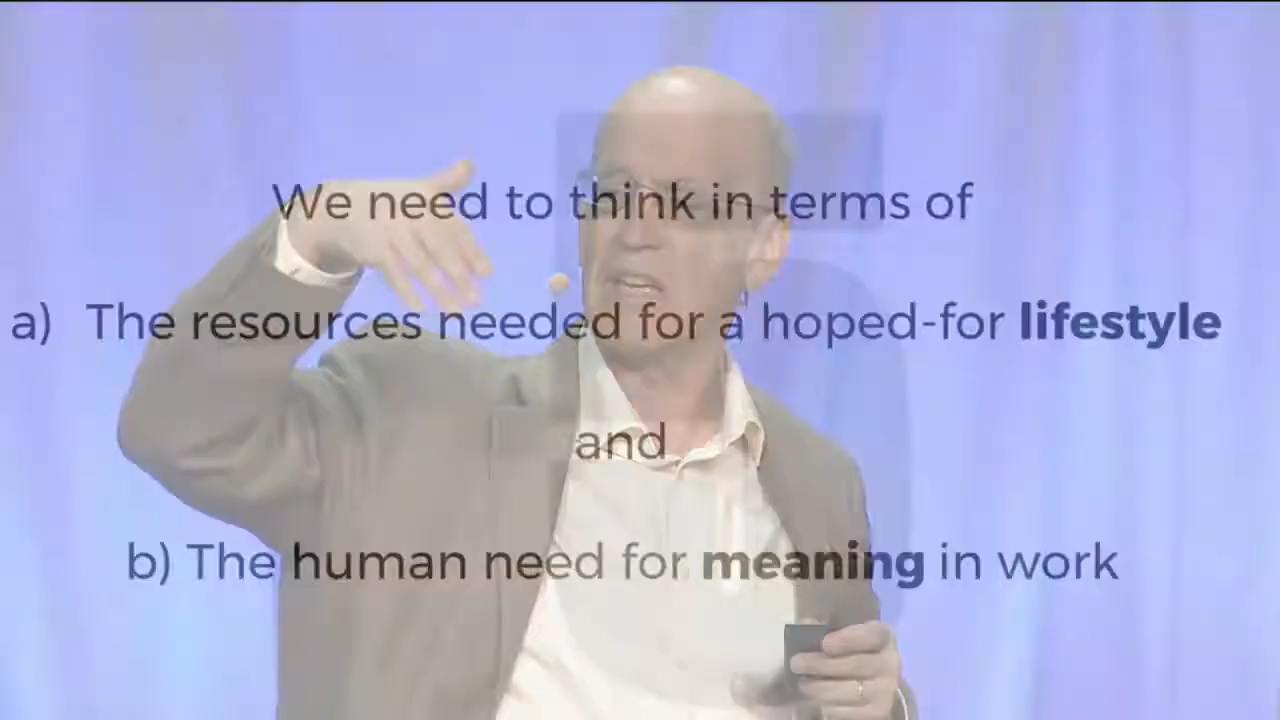 We need to think in terms of
a) The resources needed for a hoped-for lifestyle
and
b) The human need for meaning in work